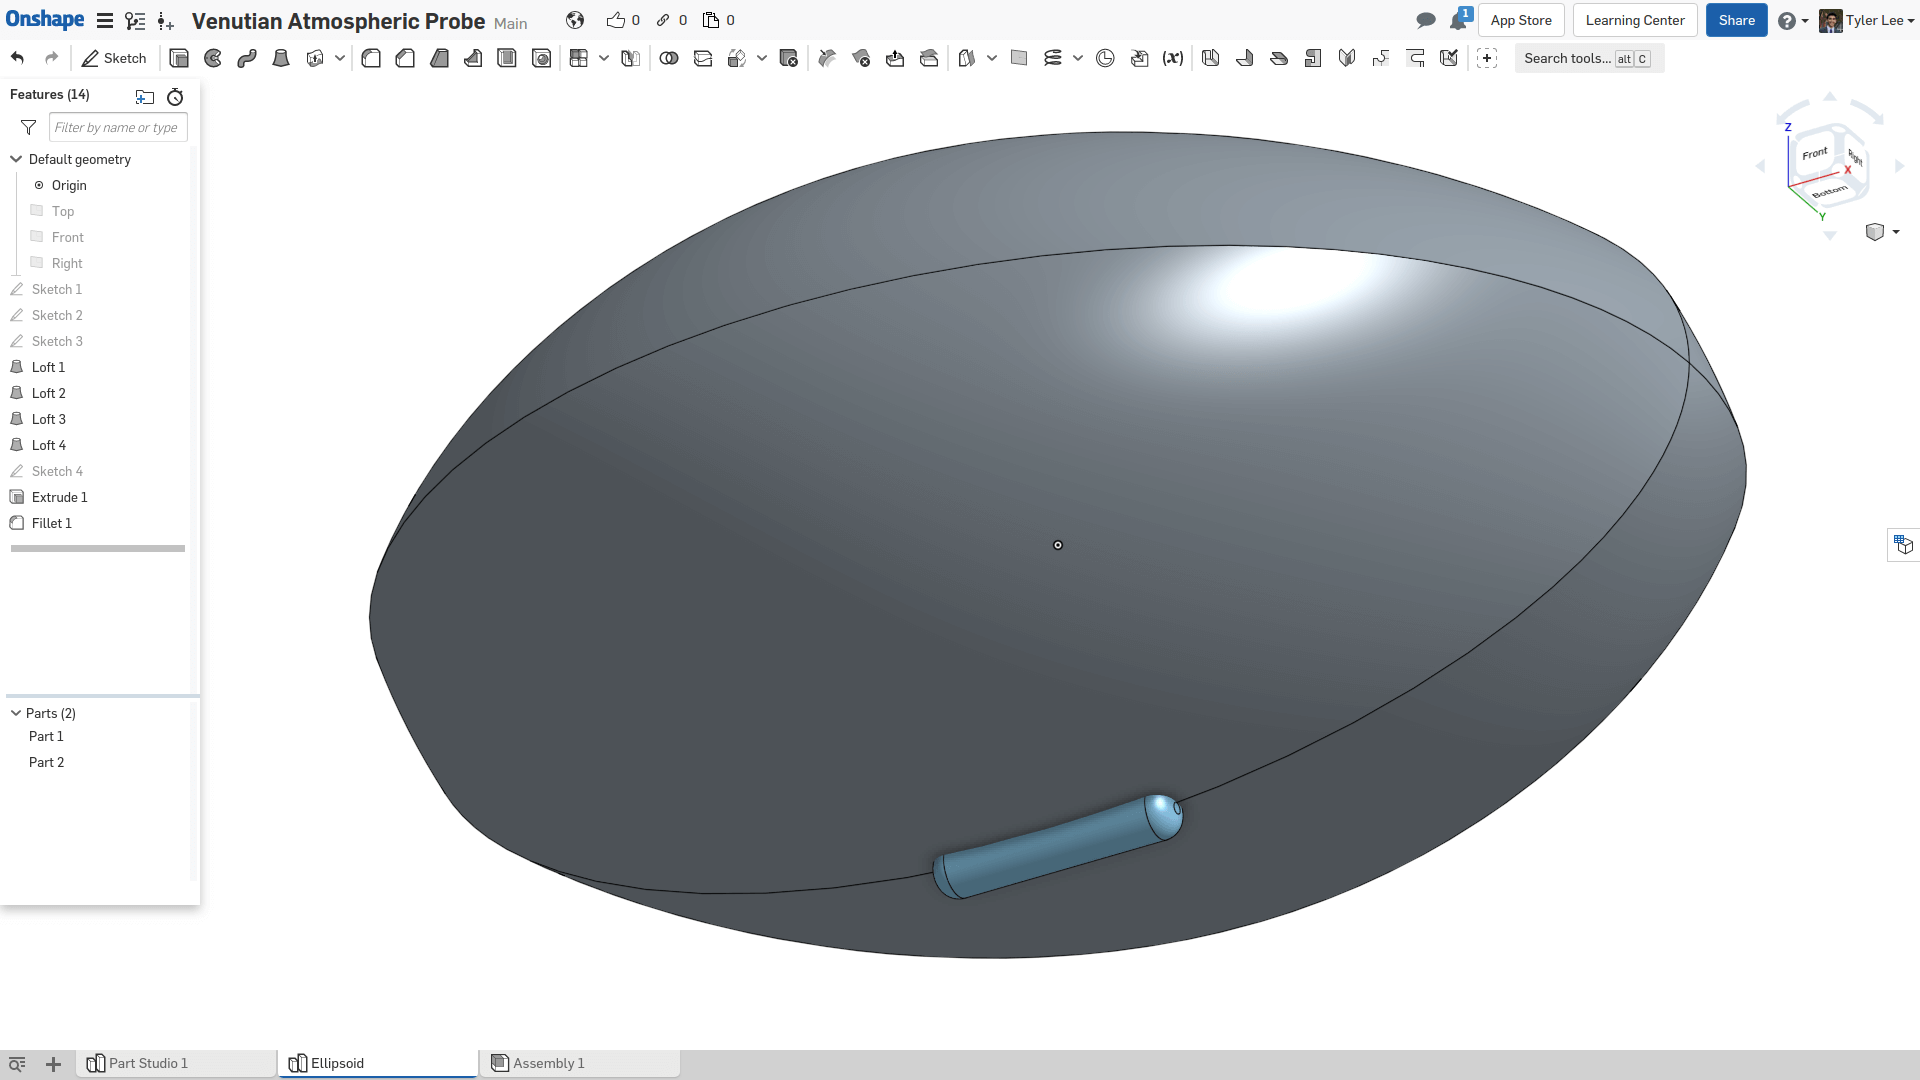 Onshape Venutian Atmospheric Probe Main 0 0 0 1 App Store Learning Center Share Tyler Lee
Sketch (x) Search tools... alt C
Features (14)
Filter by name or type
Default geometry
Origin
Top
Front
Right
Sketch 1
Sketch 2
Sketch 3
Loft 1
Loft 2
Loft 3
Loft 4
Sketch 4
Extrude 1
Fillet 1
Parts (2)
Part 1
Part 2
Z
Front
Right
X
Bottom
Y
Part Studio 1
Ellipsoid
Assembly 1